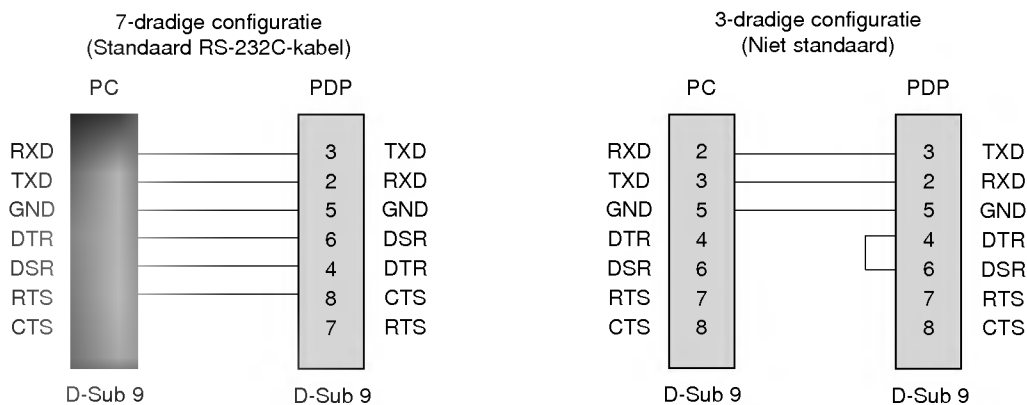 7-dradige configuratie
(Standaard RS-232C-kabel)
PC PDP
RXD 3 TXD
TXD 2 RXD
GND 5 GND
DTR 6 DSR
DSR 4 DTR
RTS 8 CTS
CTS 7 RTS
D-Sub 9 D-Sub 9
3-dradige configuratie
(Niet standaard)
PC PDP
RXD 2 3 TXD
TXD 3 2 RXD
GND 5 5 GND
DTR 4 4 DTR
DSR 6 6 DSR
RTS 7 7 RTS
CTS 8 8 CTS
D-Sub 9 D-Sub 9